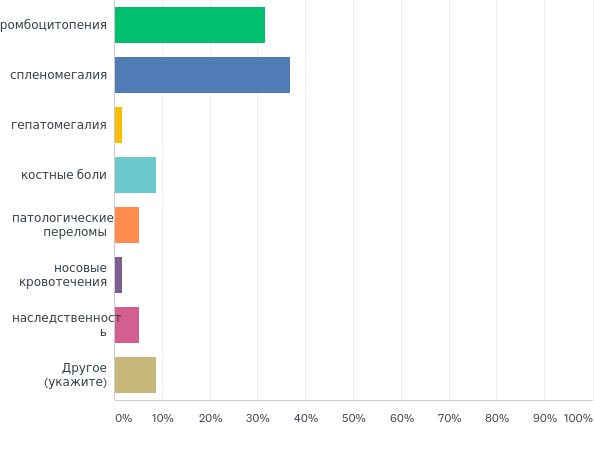 ромбоцитопения
спленомегалия
гепатомегалия
костные боли
патологические
переломы
носовые
кровотечения
наследственност
ь
Другое
(укажите)
0% 10% 20% 30% 40% 50% 60% 70% 80% 90% 100%